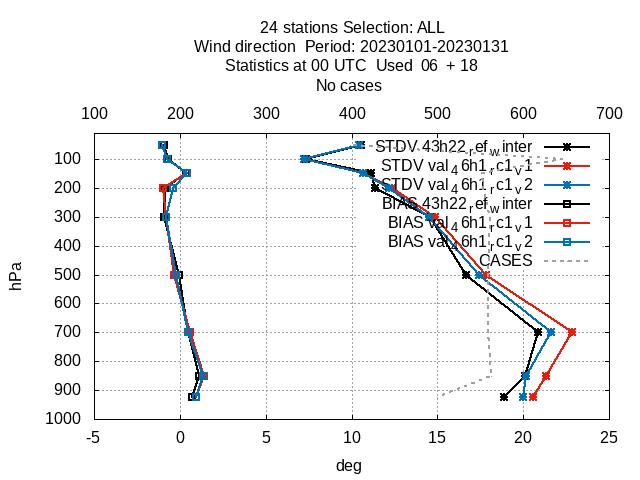 24 stations Selection: ALL
Wind direction  Period: 20230101-20230131
Statistics at 00 UTC  Used  06  + 18
No cases
100 200 300 400 500 600 700
STDV 43h22_ref_winter
STDV val_46h1_rc1_v1
STDV val_46h1_rc1_v2
BIAS 43h22_ref_winter
BIAS val_46h1_rc1_v1
BIAS val_46h1_rc1_v2
CASES
hPa
100
200
300
400
500
600
700
800
900
1000
-5 0 5 10 15 20 25
deg